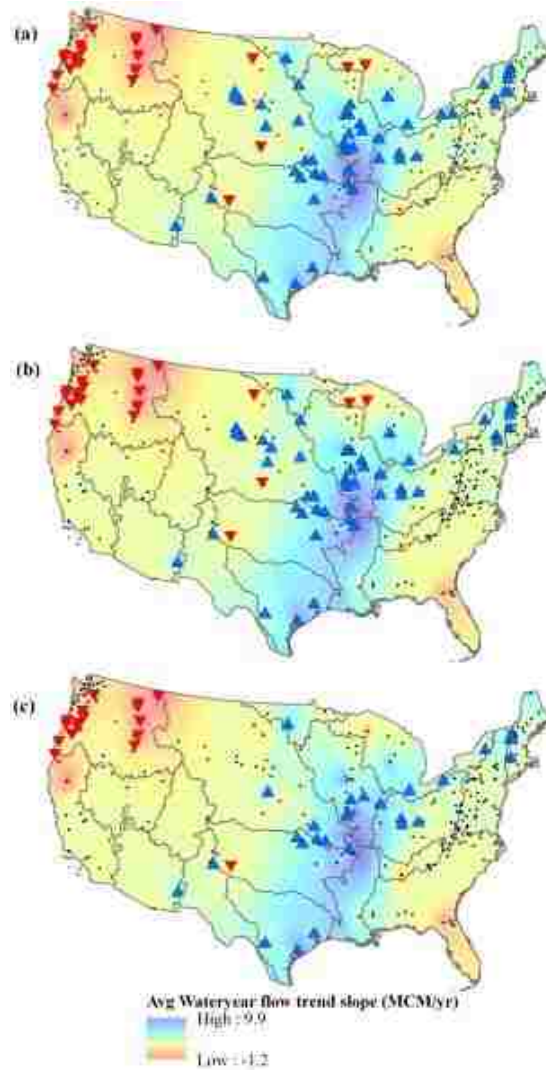 (a)
(b)
(c)
Avg Wateryear flow trend slope (MCM/yr)
High : 9.9
Low : -1.2